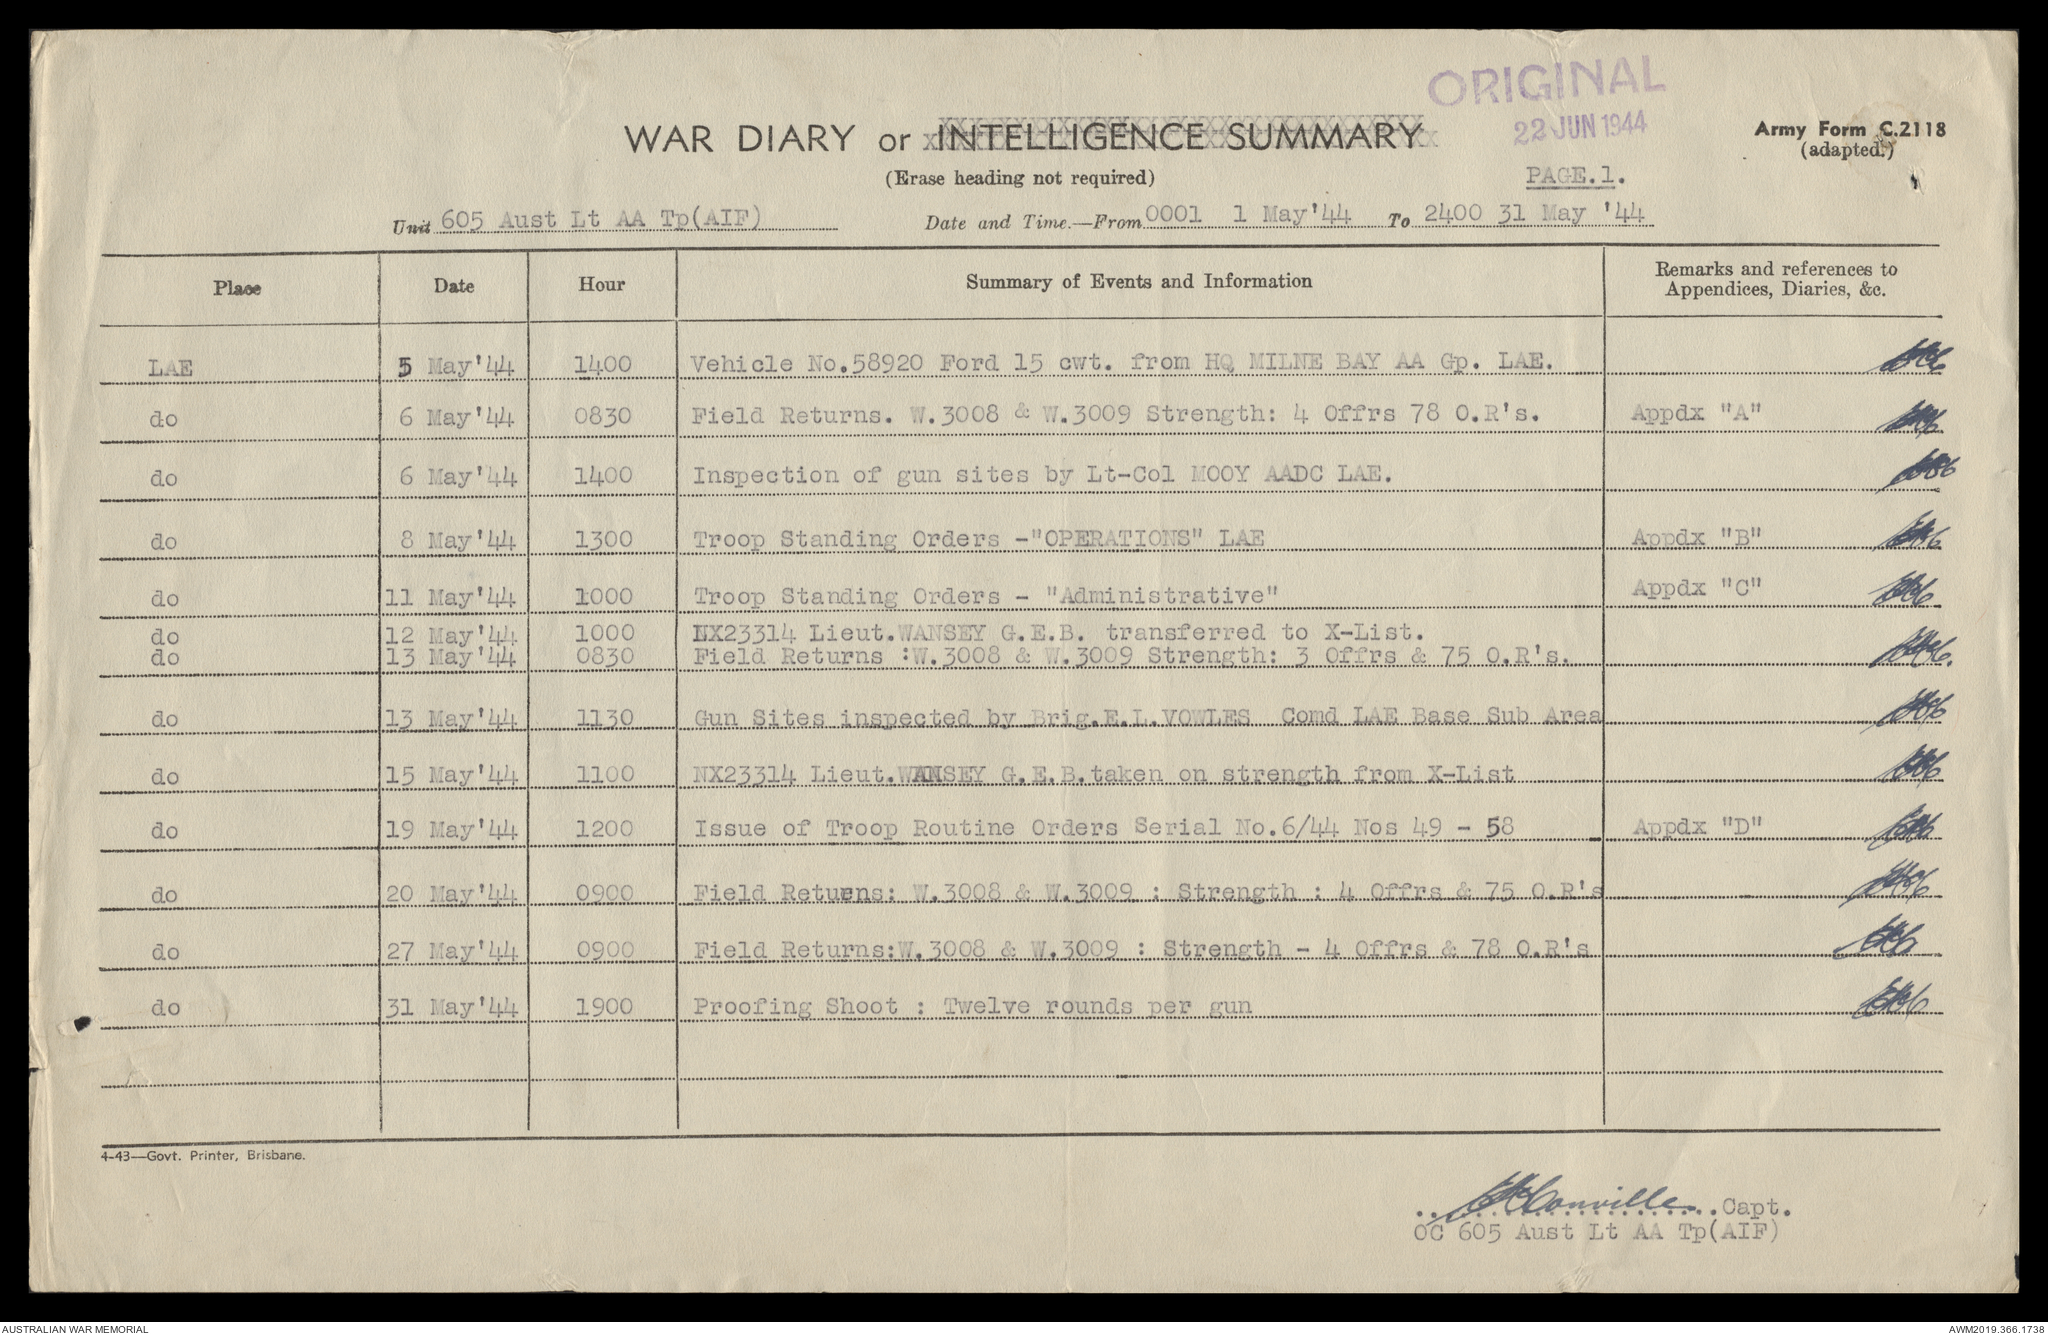 ORIGINAL
22 JUN 1944
WAR DIARY or INTELLIGENCE SUMMARY
Army Form C.2118
(adapted.)
(Erase heading not required)
PAGE.1.
Unit 605 Aust Lt AA Tp(AIF) Date and Time.—From 0001 1 May'44 To 2400 31 May '44
Place Date Hour Summary of Events and Information Remarks and references to
Appendices, Diaries, &c.
LAE 5 May'44 1400 Vehicle No.58920 Ford 15 cwt. from HQ MILNE BAY AA Gp. LAE.
do 6 May'44 0830 Field Returns. W.3008 & W.3009 Strength: 4 Offrs 78 O.R's. Appdx "A"
do 6 May'44 1400 Inspection of gun sites by Lt-Col MOOY AADC LAE.
do 8 May'44 1300 Troop Standing Orders -"OPERATIONS" LAE Appdx "B"
do 11 May'44 1000 Troop Standing Orders - "Administrative" Appdx "C"
do 12 May'44 1000 NX23314 Lieut.WANSEY G.E.B. transferred to X-List.
do 13 May'44 0830 Field Returns :W.3008 & W.3009 Strength: 3 Offrs & 75 O.R's.
do 13 May'44 1130 Gun Sites inspected by Brig.E.L.VOWLES Comd LAE Base Sub Area
do 15 May'44 1100 NX23314 Lieut.WANSEY G.E.B.taken on strength from X-List
do 19 May'44 1200 Issue of Troop Routine Orders Serial No.6/44 Nos 49 - 58 Appdx "D"
do 20 May'44 0900 Field Returns: W.3008 & W.3009 : Strength : 4 Offrs & 75 O.R's
do 27 May'44 0900 Field Returns:W.3008 & W.3009 : Strength - 4 Offrs & 78 O.R's
do 31 May'44 1900 Proofing Shoot : Twelve rounds per gun
4-43—Govt. Printer, Brisbane.
Capt.
OC 605 Aust Lt AA Tp(AIF)
AUSTRALIAN WAR MEMORIAL
AWM2019.366.1738